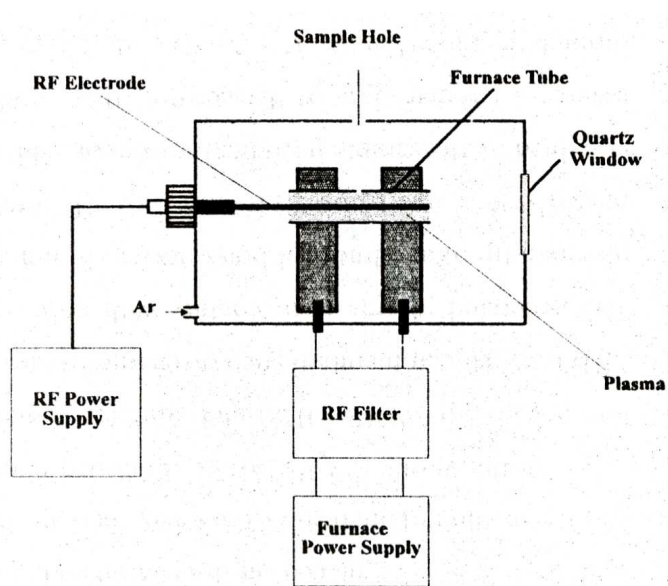 Sample Hole
RF Electrode
Furnace Tube
Quartz
Window
Ar
Plasma
RF Power
Supply
RF Filter
Furnace
Power Supply